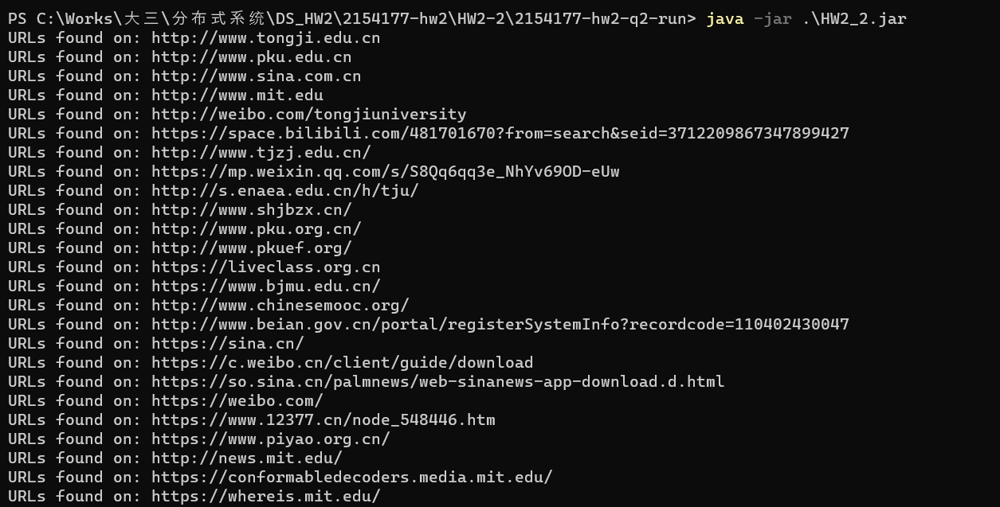 PS C:\Works\大三\分布式系统\DS_HW2\2154177-hw2\HW2-2\2154177-hw2-q2-run> java -jar .\HW2_2.jar
URLs found on: http://www.tongji.edu.cn
URLs found on: http://www.pku.edu.cn
URLs found on: http://www.sina.com.cn
URLs found on: http://www.mit.edu
URLs found on: http://weibo.com/tongjiuniversity
URLs found on: https://space.bilibili.com/481701670?from=search&seid=3712209867347899427
URLs found on: http://www.tjzj.edu.cn/
URLs found on: https://mp.weixin.qq.com/s/S8Qq6qq3e_NhYv69OD-eUw
URLs found on: http://s.enaea.edu.cn/h/tju/
URLs found on: http://www.shjbzx.cn/
URLs found on: http://www.pku.org.cn/
URLs found on: http://www.pkuef.org/
URLs found on: https://liveclass.org.cn
URLs found on: https://www.bjmu.edu.cn/
URLs found on: http://www.chinesemooc.org/
URLs found on: http://www.beian.gov.cn/portal/registerSystemInfo?recordcode=110402430047
URLs found on: https://sina.cn/
URLs found on: https://c.weibo.cn/client/guide/download
URLs found on: https://so.sina.cn/palmnews/web-sinanews-app-download.d.html
URLs found on: https://weibo.com/
URLs found on: https://www.12377.cn/node_548446.htm
URLs found on: https://www.piyao.org.cn/
URLs found on: http://news.mit.edu/
URLs found on: https://conformabledecoders.media.mit.edu/
URLs found on: https://whereis.mit.edu/